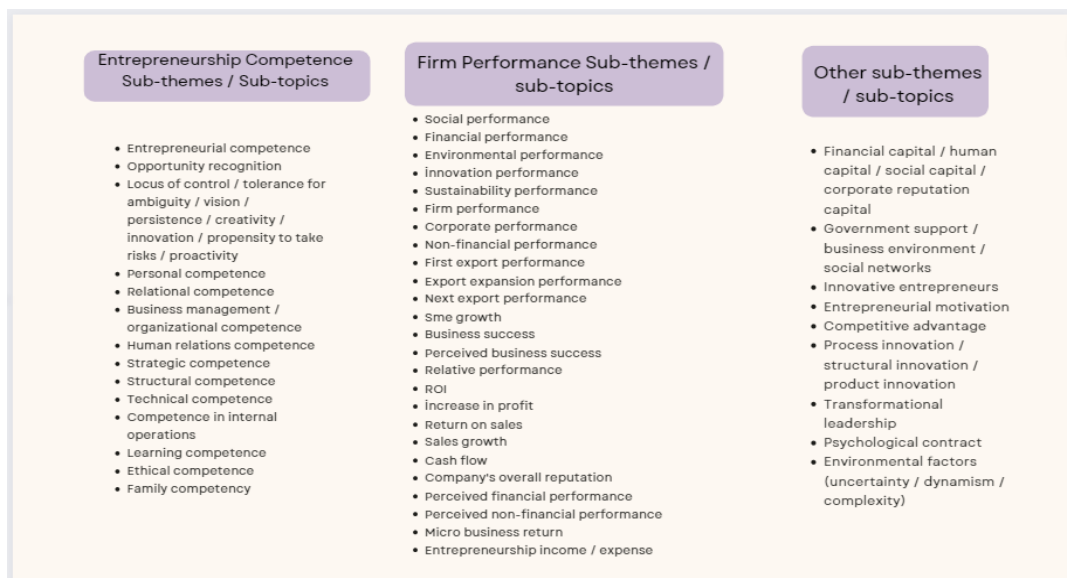 Entrepreneurship Competence
Sub-themes / Sub-topics
• Entrepreneurial competence
• Opportunity recognition
• Locus of control / tolerance for
ambiguity / vision /
persistence / creativity /
innovation / propensity to take
risks / proactivity
• Personal competence
• Relational competence
• Business management /
organizational competence
• Human relations competence
• Strategic competence
• Structural competence
• Technical competence
• Competence in internal
operations
• Learning competence
• Ethical competence
• Family competency
Firm Performance Sub-themes /
sub-topics
• Social performance
• Financial performance
• Environmental performance
• İnnovation performance
• Sustainability performance
• Firm performance
• Corporate performance
• Non-financial performance
• First export performance
• Export expansion performance
• Next export performance
• Sme growth
• Business success
• Perceived business success
• Relative performance
• ROI
• İncrease in profit
• Return on sales
• Sales growth
• Cash flow
• Company's overall reputation
• Perceived financial performance
• Perceived non-financial performance
• Micro business return
• Entrepreneurship income / expense
Other sub-themes
/ sub-topics
• Financial capital / human
capital / social capital /
corporate reputation
capital
• Government support /
business environment /
social networks
• Innovative entrepreneurs
• Entrepreneurial motivation
• Competitive advantage
• Process innovation /
structural innovation /
product innovation
• Transformational
leadership
• Psychological contract
• Environmental factors
(uncertainty / dynamism /
complexity)